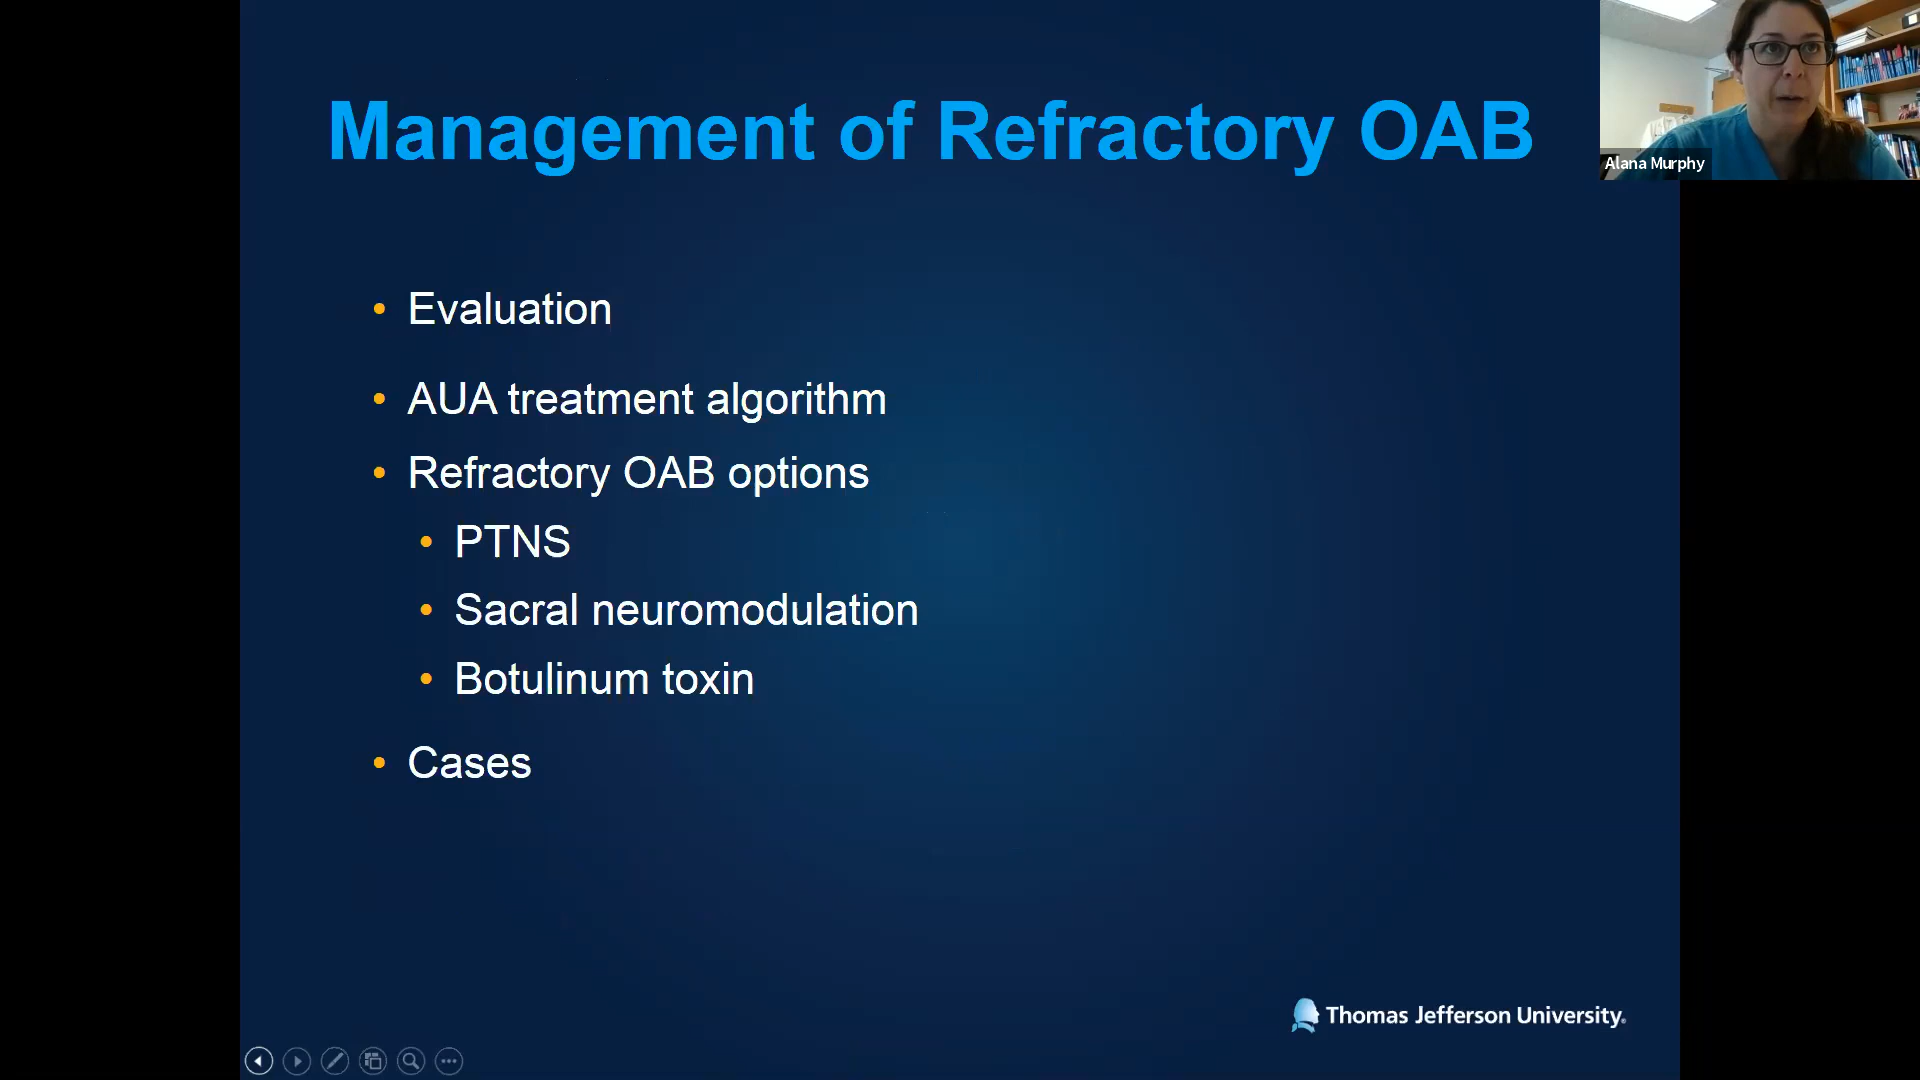 Management of Refractory OAB
Alana Murphy
• Evaluation
• AUA treatment algorithm
• Refractory OAB options
• PTNS
• Sacral neuromodulation
• Botulinum toxin
• Cases
Thomas Jefferson University.